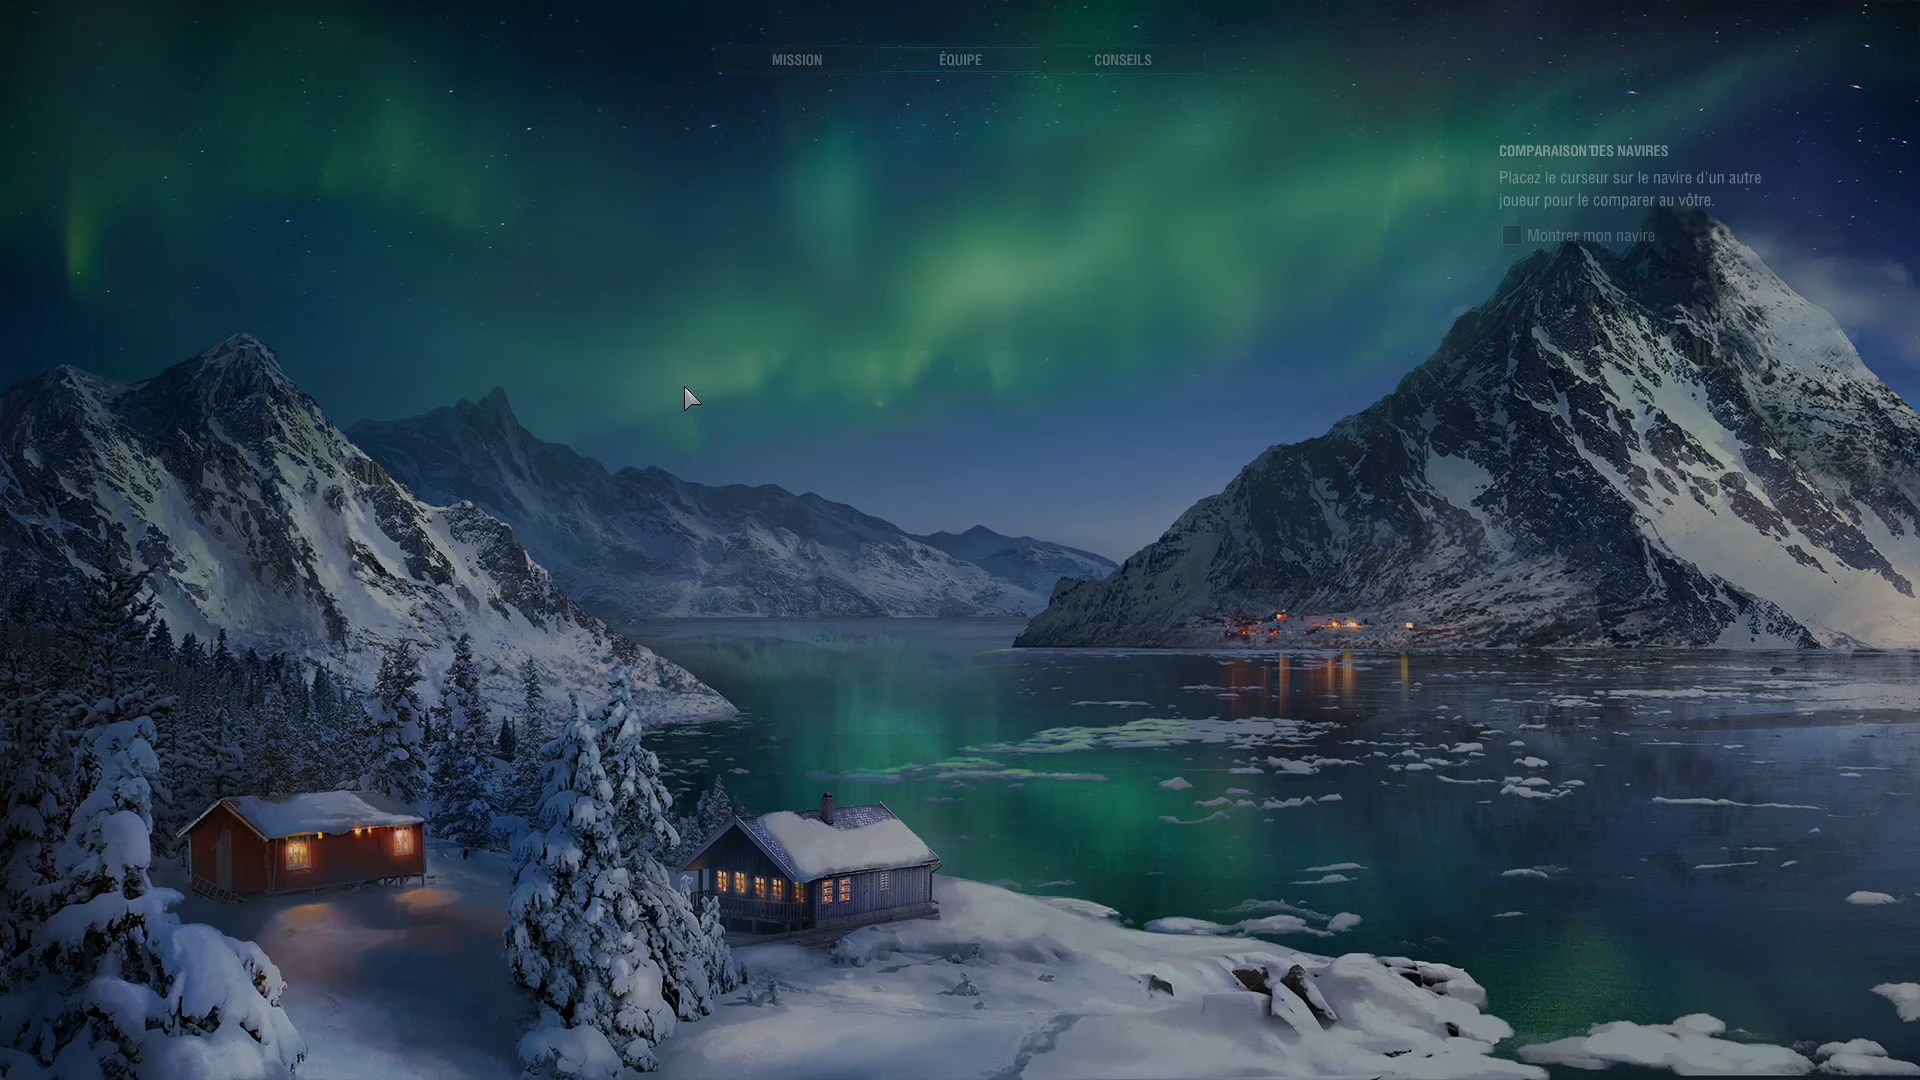 MISSION
ÉQUIPE
CONSEILS
COMPARAISON DES NAVIRES
Placez le curseur sur le navire d'un autre
joueur pour le comparer au vôtre.
Montrer mon navire